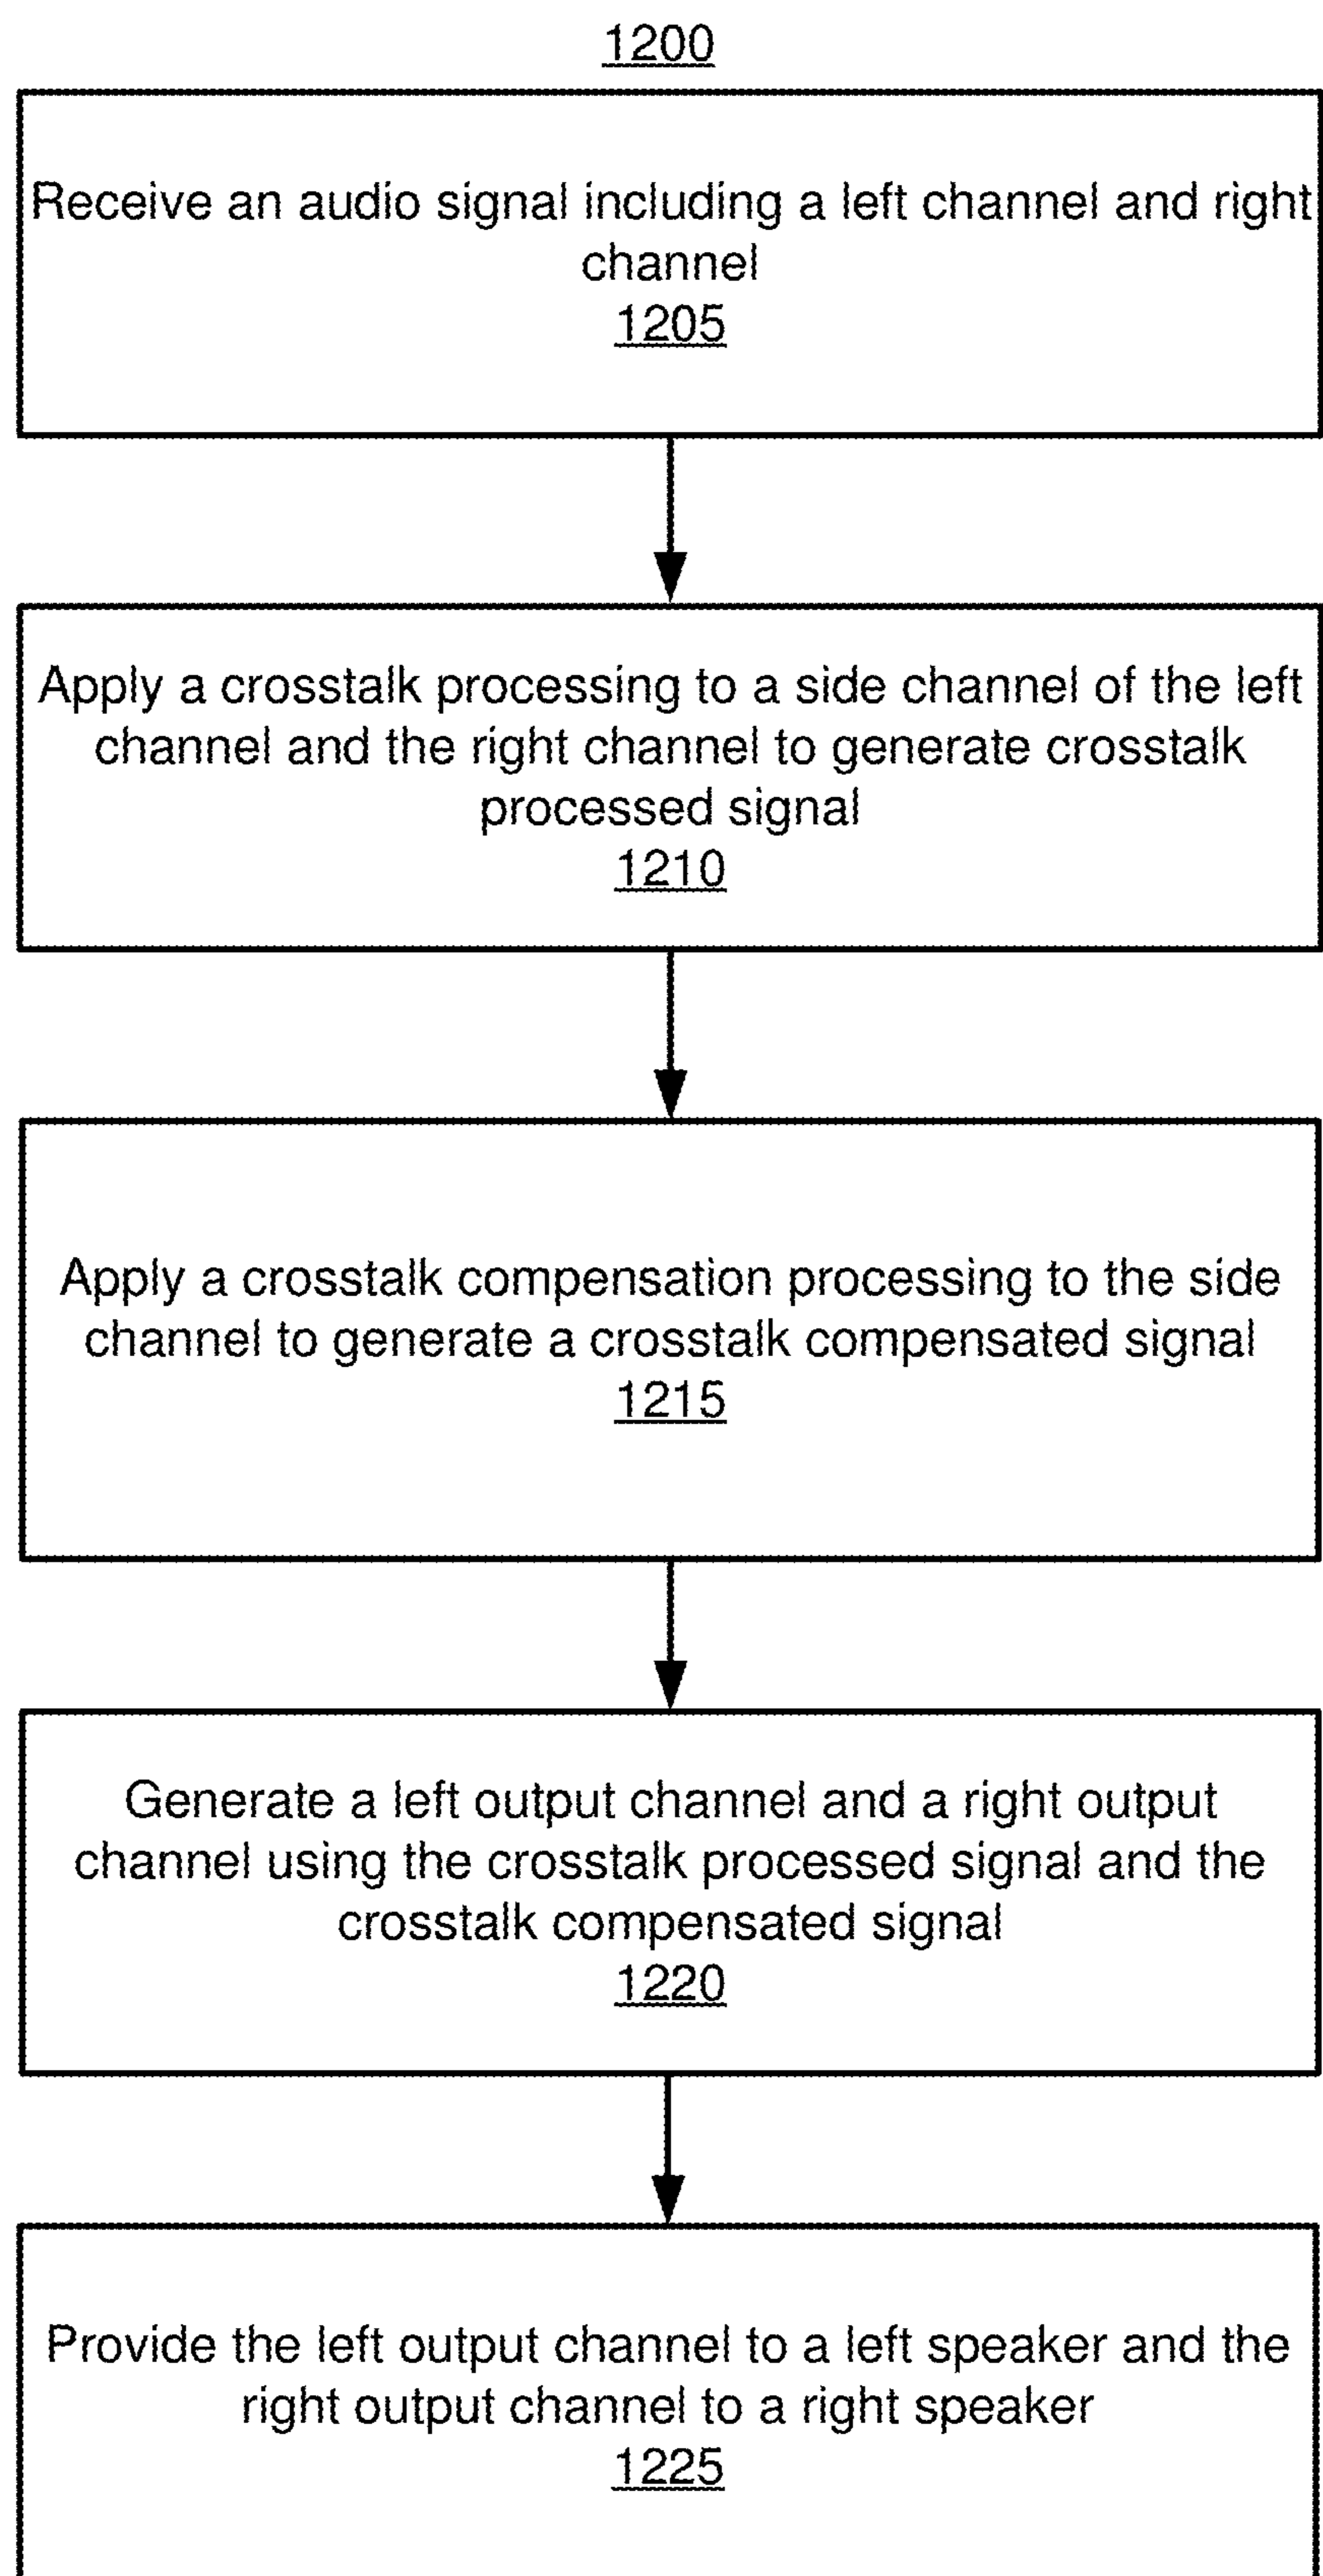 1200
Receive an audio signal including a left channel and right
channel
1205
Apply a crosstalk processing to a side channel of the left
channel and the right channel to generate crosstalk
processed signal
1210
Apply a crosstalk compensation processing to the side
channel to generate a crosstalk compensated signal
1215
Generate a left output channel and a right output
channel using the crosstalk processed signal and the
crosstalk compensated signal
1220
Provide the left output channel to a left speaker and the
right output channel to a right speaker
1225